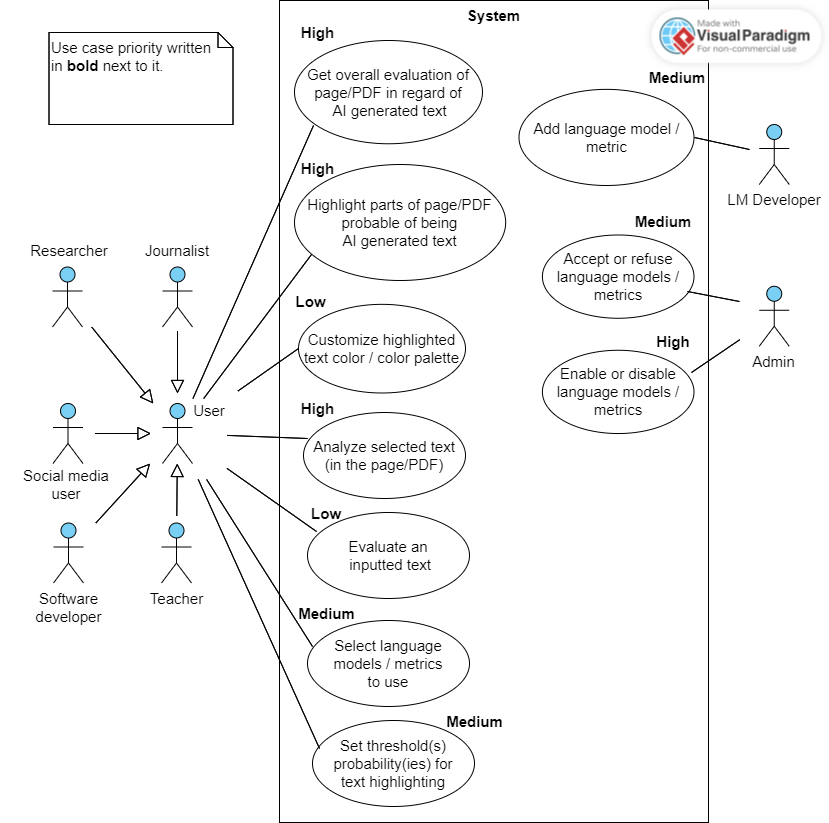 System
Made with
VisualParadigm
For non-commercial use
Use case priority written
in bold next to it.
High
Get overall evaluation of
page/PDF in regard of
AI generated text
Medium
Add language model /
metric
LM Developer
High
Highlight parts of page/PDF
probable of being
AI generated text
Medium
Accept or refuse
language models /
metrics
Researcher
Journalist
Low
Customize highlighted
text color / color palette
High
Enable or disable
language models /
metrics
Admin
User
High
Analyze selected text
(in the page/PDF)
Social media
user
Low
Evaluate an
inputted text
Software
developer
Teacher
Medium
Select language
models / metrics
to use
Medium
Set threshold(s)
probability(ies) for
text highlighting